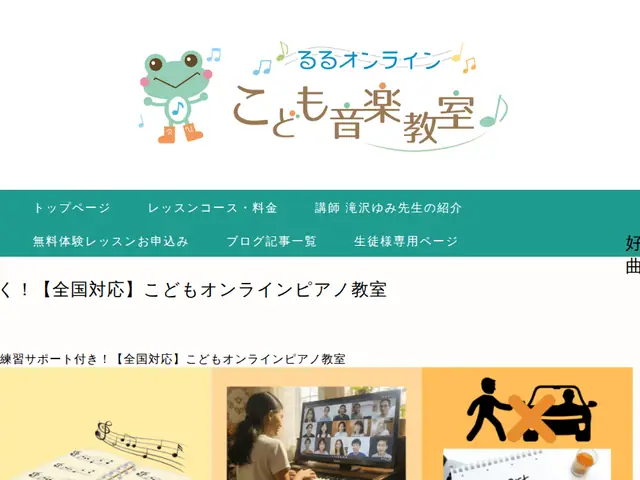 るるオンライン
こども音楽教室
トップページ
レッスンコース・料金
講師 滝沢ゆみ先生の紹介
無料体験レッスンお申込み
ブログ記事一覧
生徒様専用ページ
好
曲
く！【全国対応】こどもオンラインピアノ教室
練習サポート付き！【全国対応】こどもオンラインピアノ教室